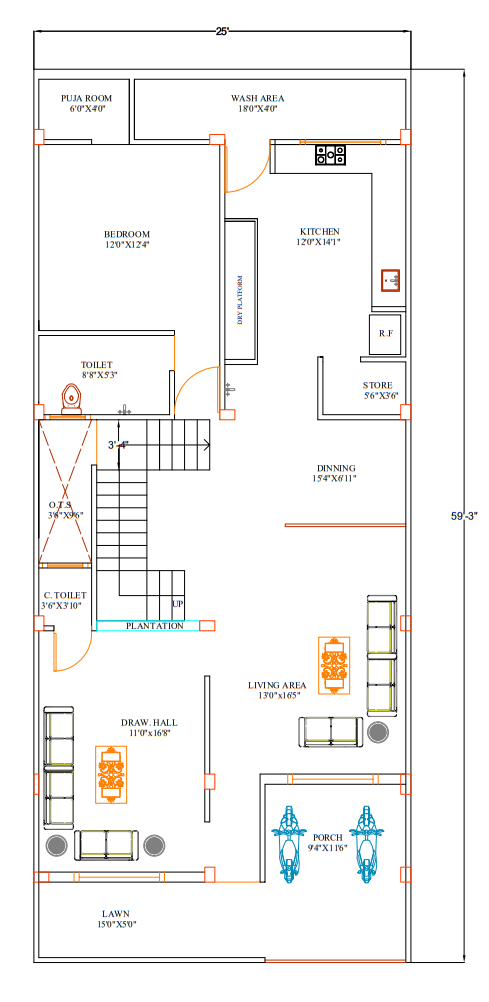 25'
PUJA ROOM
6'0"X4'0"
WASH AREA
18'0"X4'0"
BEDROOM
12'0"X12'4"
KITCHEN
12'0"X14'1"
DRY PLATFORM
R.F
TOILET
8'8"X5'3"
STORE
5'6"X3'6"
3'-4"
DINNING
15'4"X6'11"
O.T.S
3'6"X9'6"
59'-3"
C. TOILET
3'6"X3'10"
UP
PLANTATION
LIVING AREA
13'0"x16'5"
DRAW. HALL
11'0"x16'8"
PORCH
9'4"X11'6"
LAWN
15'0"X5'0"